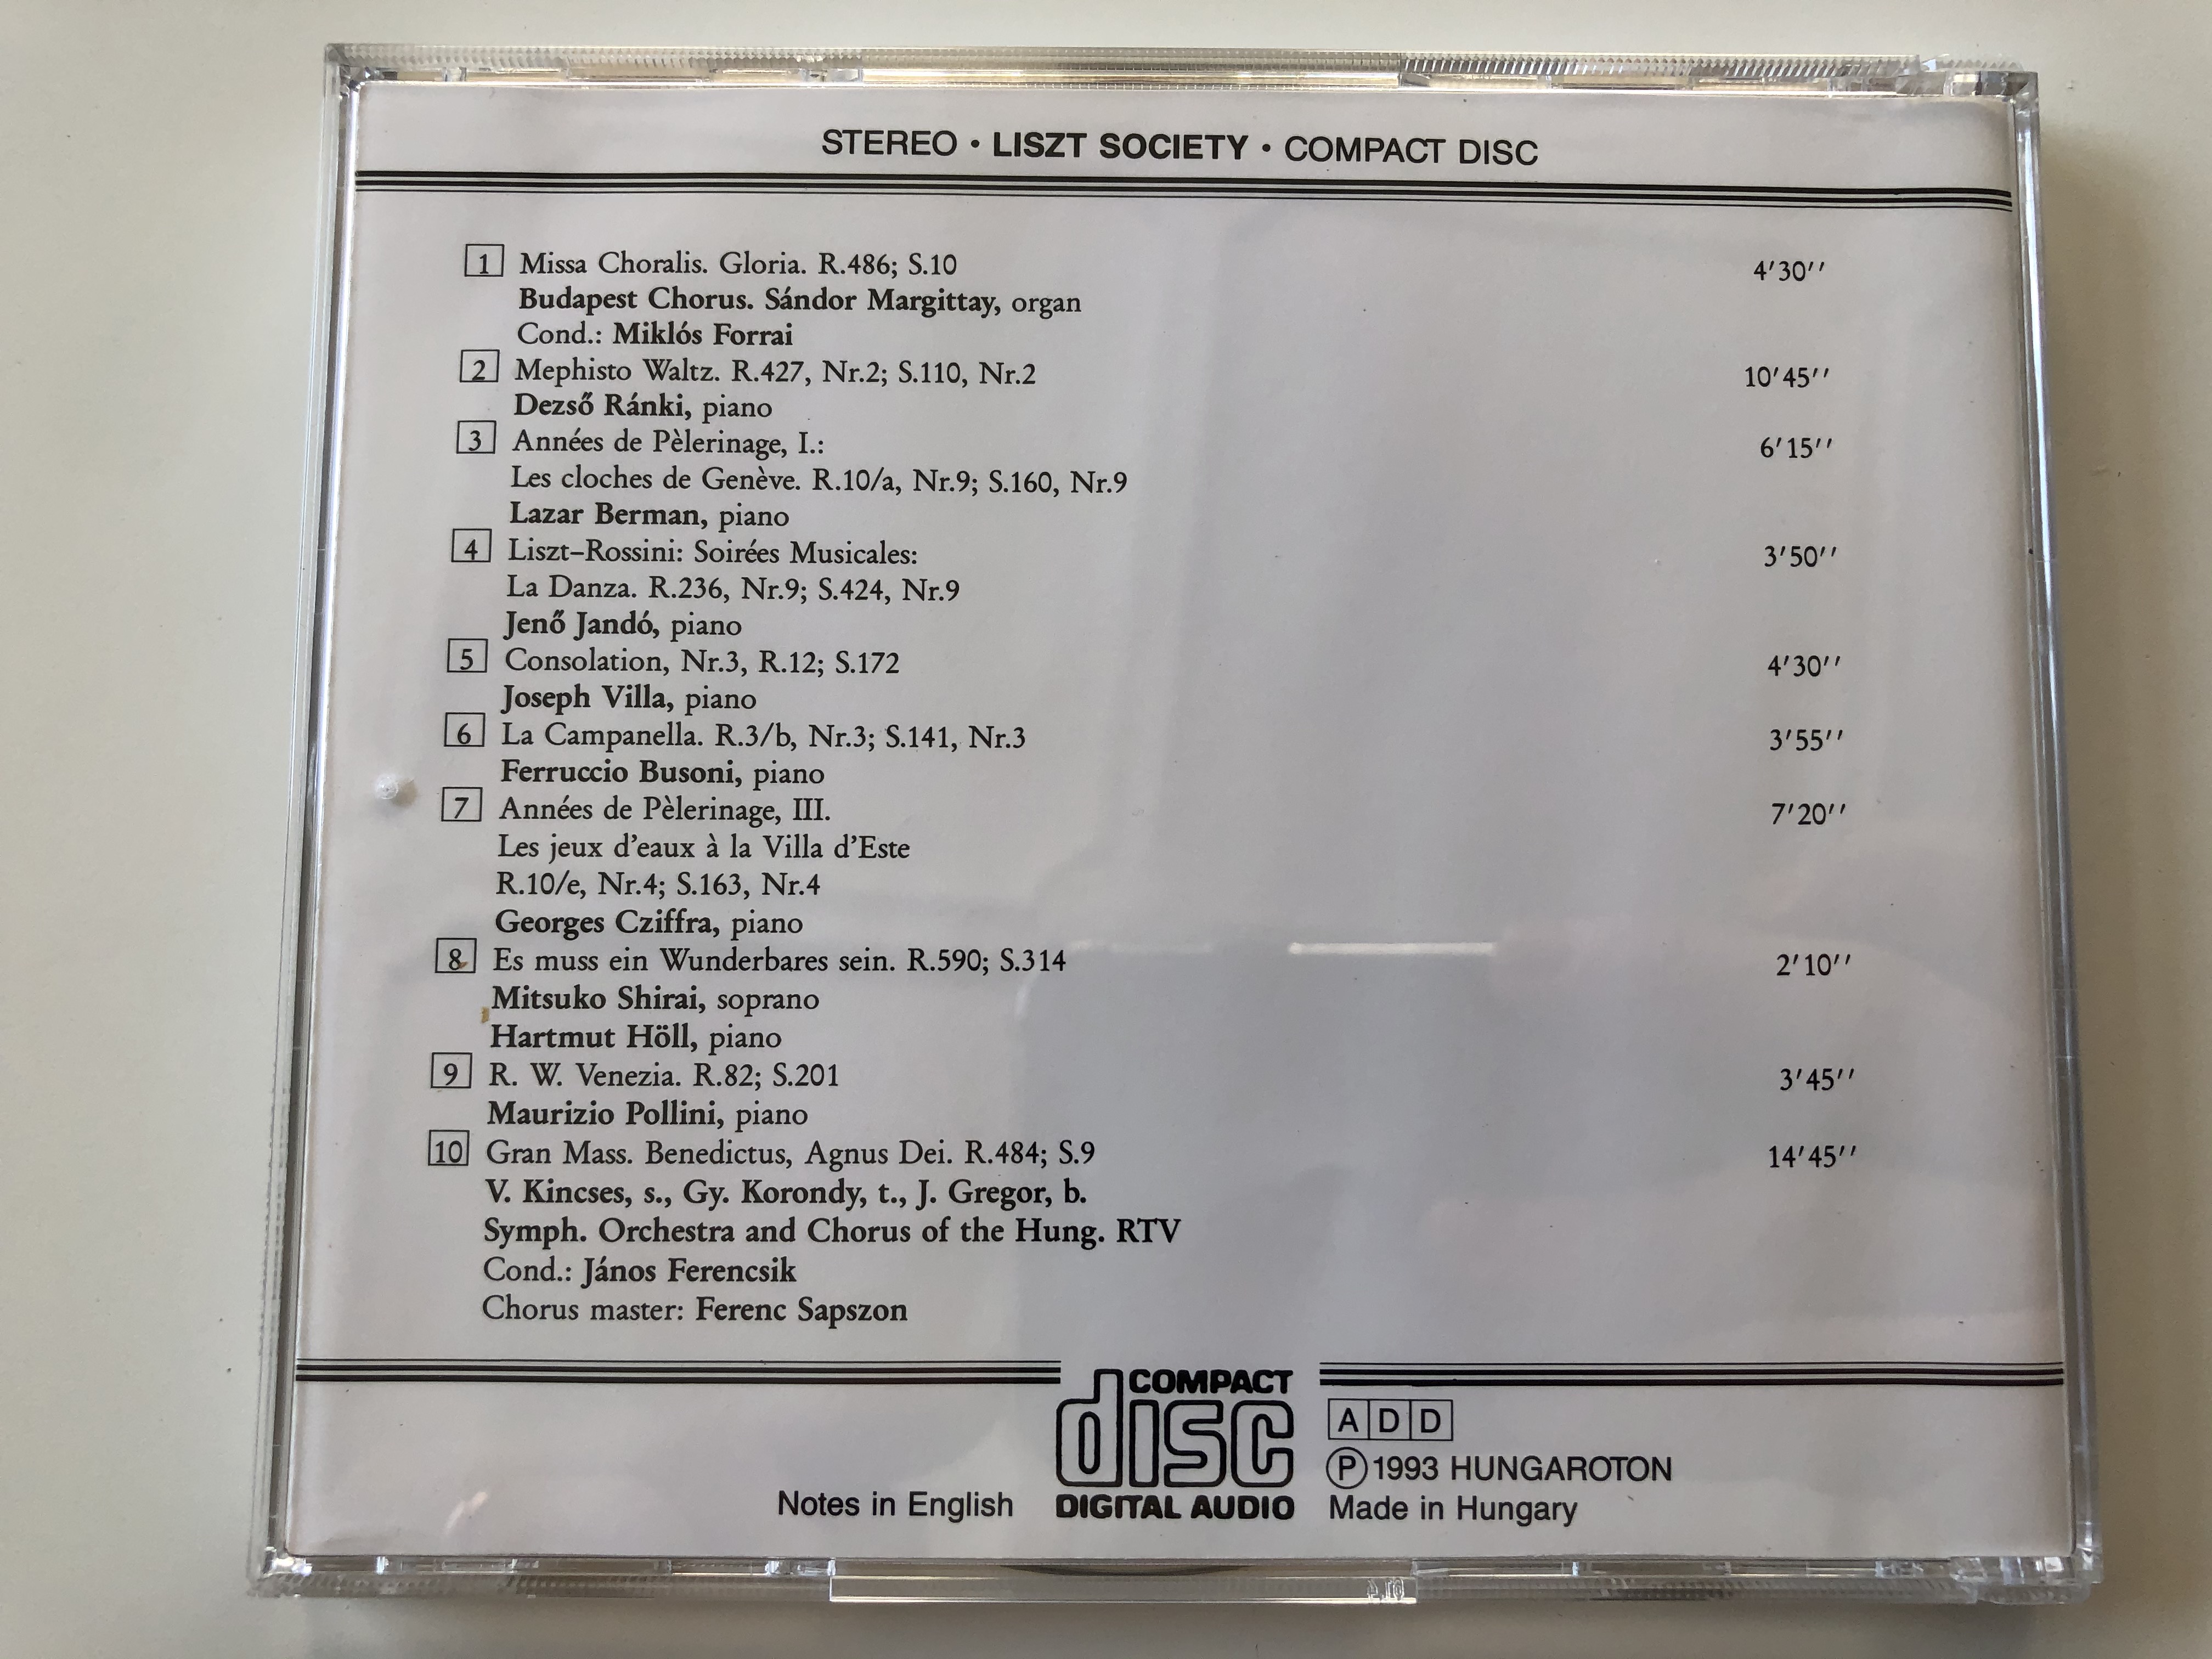 STEREO • LISZT SOCIETY • COMPACT DISC
1 Missa Choralis. Gloria. R.486; S.10 4'30''
Budapest Chorus. Sándor Margittay, organ
Cond.: Miklós Forrai
2 Mephisto Waltz. R.427, Nr.2; S.110, Nr.2 10'45''
Dezső Ránki, piano
3 Années de Pèlerinage, I.: 6'15''
Les cloches de Genève. R.10/a, Nr.9; S.160, Nr.9
Lazar Berman, piano
4 Liszt–Rossini: Soirées Musicales: 3'50''
La Danza. R.236, Nr.9; S.424, Nr.9
Jenő Jandó, piano
5 Consolation, Nr.3, R.12; S.172 4'30''
Joseph Villa, piano
6 La Campanella. R.3/b, Nr.3; S.141, Nr.3 3'55''
Ferruccio Busoni, piano
7 Années de Pèlerinage, III. 7'20''
Les jeux d'eaux à la Villa d'Este
R.10/e, Nr.4; S.163, Nr.4
Georges Cziffra, piano
8 Es muss ein Wunderbares sein. R.590; S.314 2'10''
Mitsuko Shirai, soprano
Hartmut Höll, piano
9 R. W. Venezia. R.82; S.201 3'45''
Maurizio Pollini, piano
10 Gran Mass. Benedictus, Agnus Dei. R.484; S.9 14'45''
V. Kincses, s., Gy. Korondy, t., J. Gregor, b.
Symph. Orchestra and Chorus of the Hung. RTV
Cond.: János Ferencsik
Chorus master: Ferenc Sapszon
COMPACT
disc
DIGITAL AUDIO
A D D
Ⓟ 1993 HUNGAROTON
Notes in English
Made in Hungary